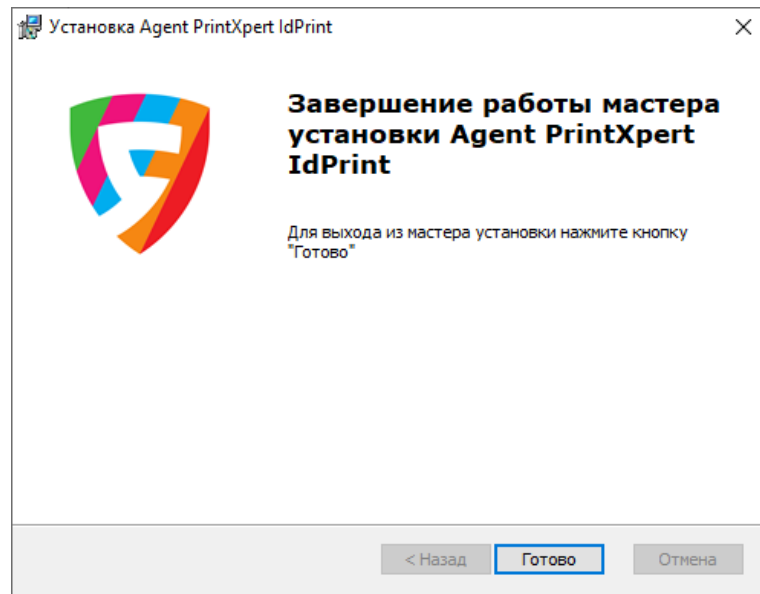 Установка Agent PrintXpert IdPrint
Завершение работы мастера
установки Agent PrintXpert
IdPrint
Для выхода из мастера установки нажмите кнопку
"Готово"
< Назад
Готово
Отмена